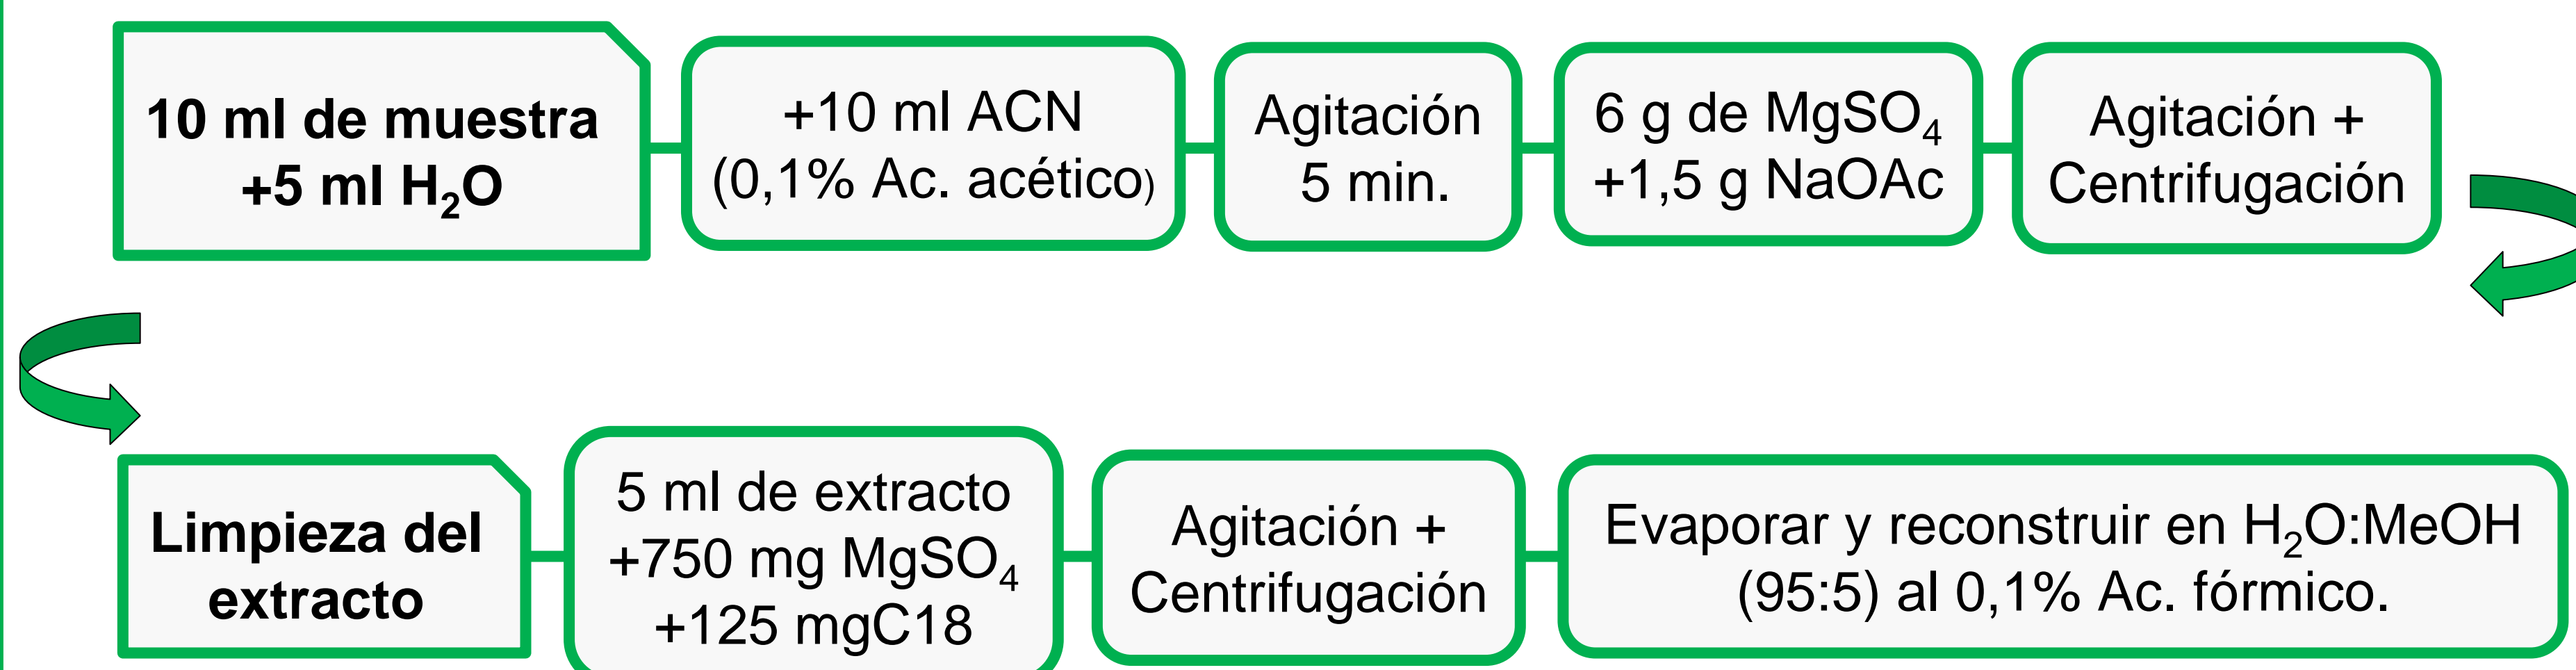 10 ml de muestra
+5 ml H₂O
+10 ml ACN
(0,1% Ac. acético)
Agitación
5 min.
6 g de MgSO₄
+1,5 g NaOAc
Agitación +
Centrifugación
Limpieza del
extracto
5 ml de extracto
+750 mg MgSO₄
+125 mgC18
Agitación +
Centrifugación
Evaporar y reconstruir en H₂O:MeOH
(95:5) al 0,1% Ac. fórmico.